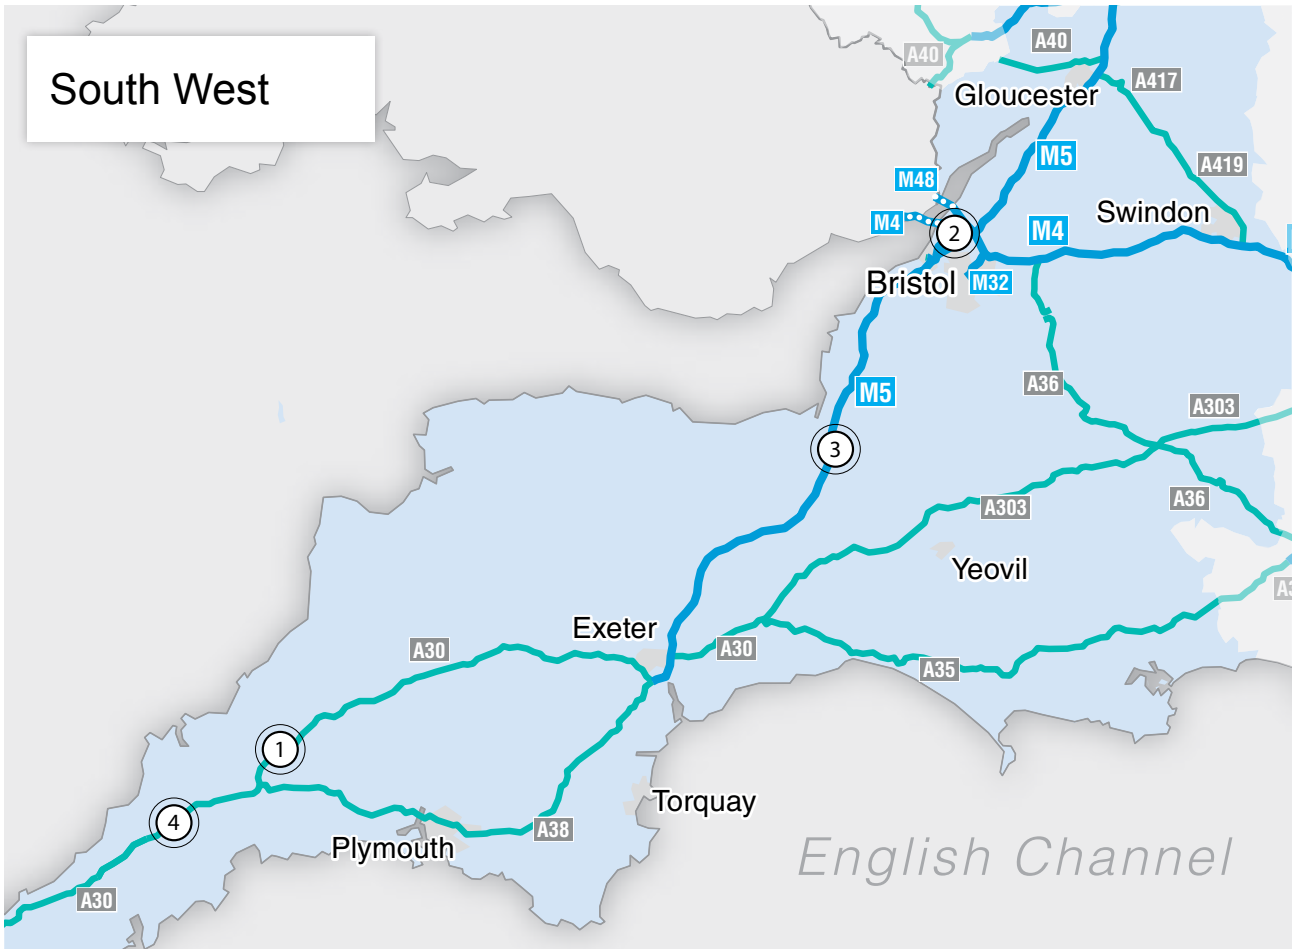 South West
A40
A40
A417
Gloucester
M5
A419
M48
Swindon
M4
2
M4
Bristol
M32
A36
M5
A303
3
A36
A303
Yeovil
Exeter
A30
A30
A35
1
Torquay
4
A38
Plymouth
English Channel
A30